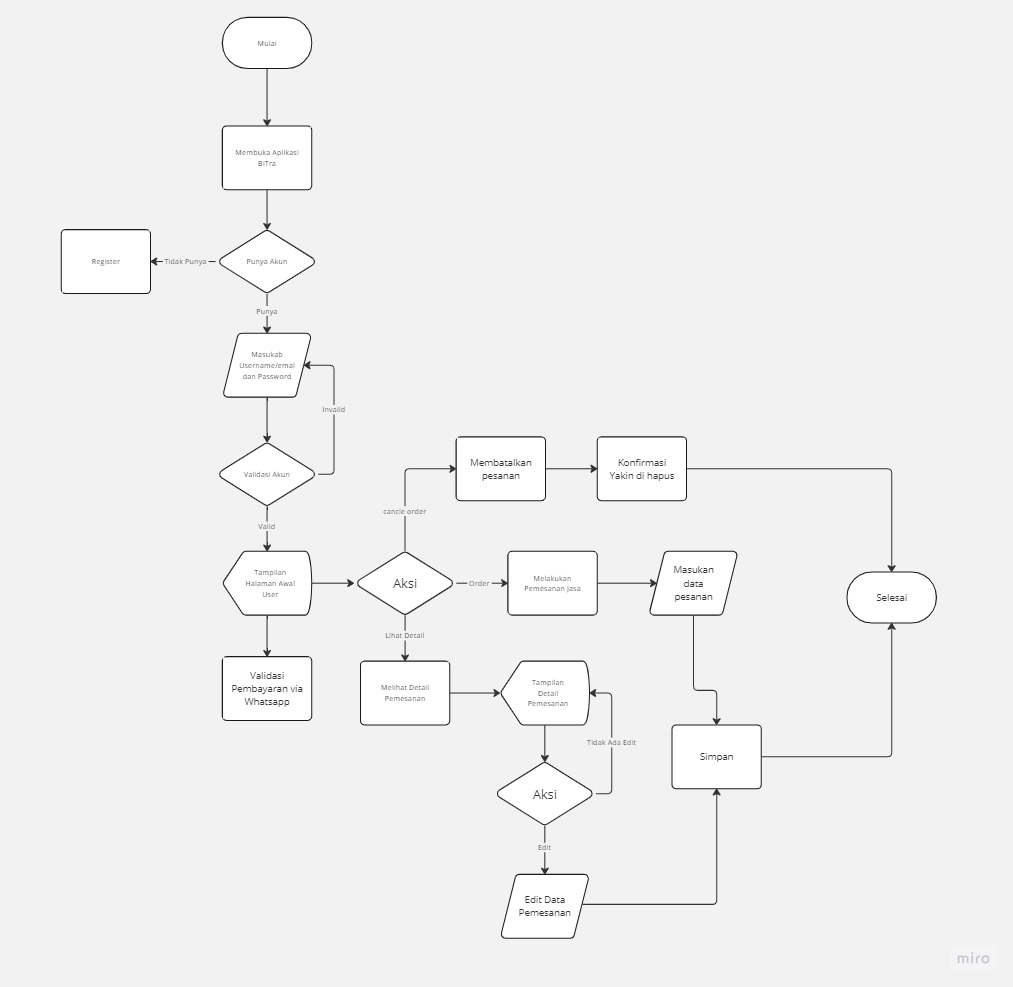 Mulai
Membuka Aplikasi
BiTra
Register
Tidak Punya
Punya Akun
Punya
Masukab
Username/emal
dan Password
Invalid
Validasi Akun
Valid
Membatalkan
pesanan
Konfirmasi
Yakin di hapus
cancle order
Tampilan
Halaman Awal
User
Aksi
Order
Melakukan
Pemesanan jasa
Masukan
data
pesanan
Selesai
Lihat Detail
Validasi
Pembayaran via
Whatsapp
Melihat Detail
Pemesanan
Tampilan
Detail
Pemesanan
Tidak Ada Edit
Simpan
Aksi
Edit
Edit Data
Pemesanan
miro